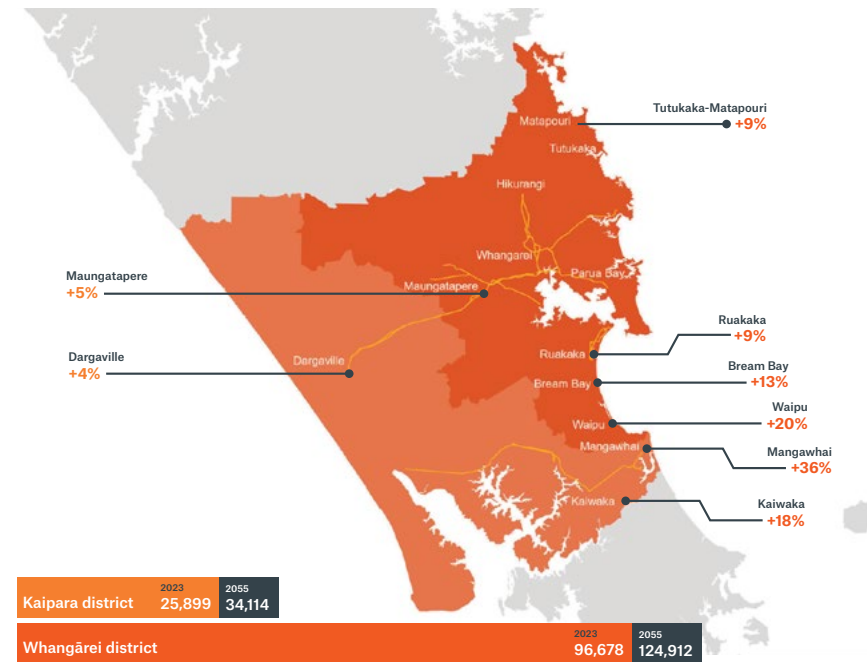 Tutukaka-Matapouri
+9%
Matapouri
Tutukaka
Hikurangi
Whangarei
Parua Bay
Maungatapere
+5%
Maungatapere
Ruakaka
+9%
Ruakaka
Dargaville
+4%
Dargaville
Bream Bay
+13%
Bream Bay
Waipu
+20%
Waipu
Mangawhai
Mangawhai
+36%
Kaiwaka
Kaiwaka
+18%
Kaipara district
2023
25,899
2055
34,114
Whangārei district
2023
96,678
2055
124,912